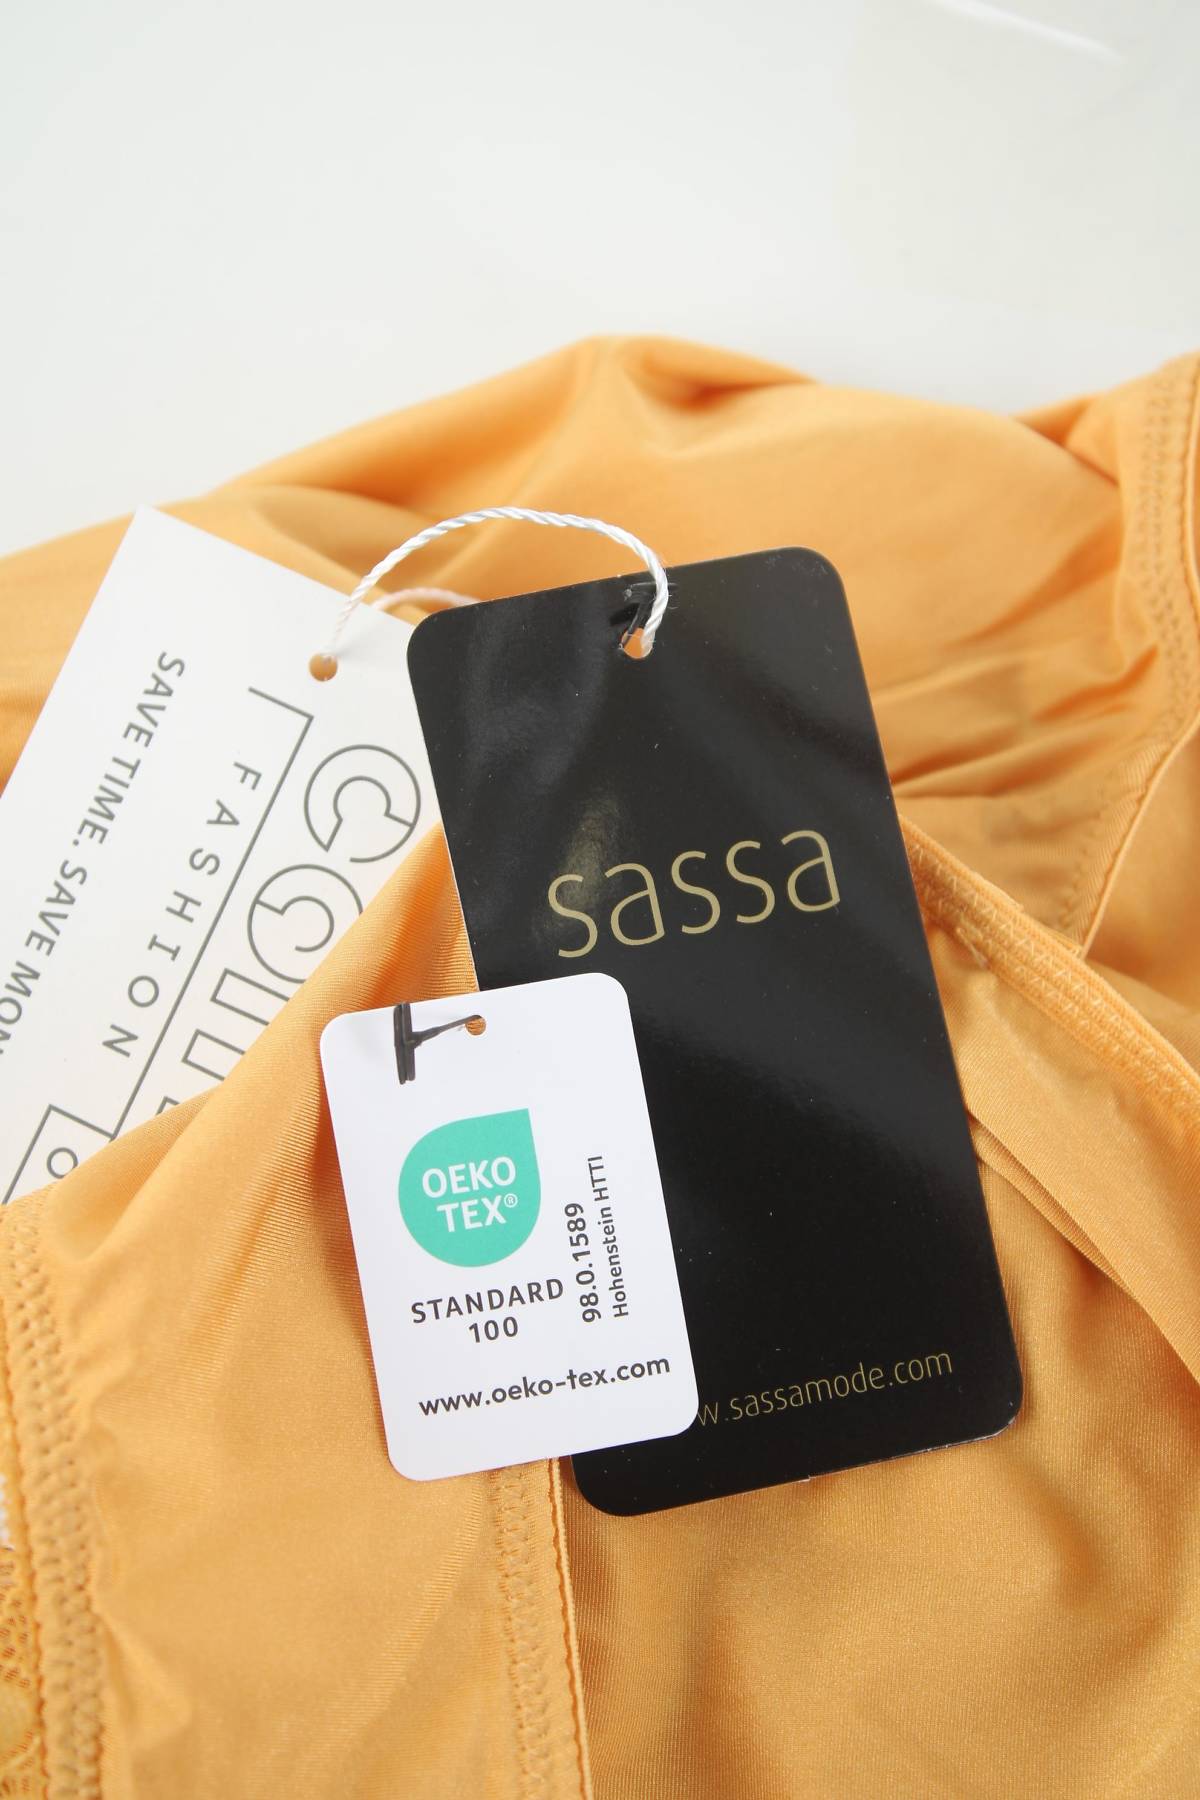 SAVE TIME. SAVE
FASHION
sassa
www.sassamode.com
OEKO
TEX®
STANDARD
100
98.0.1589
Hohenstein HTTI
www.oeko-tex.com